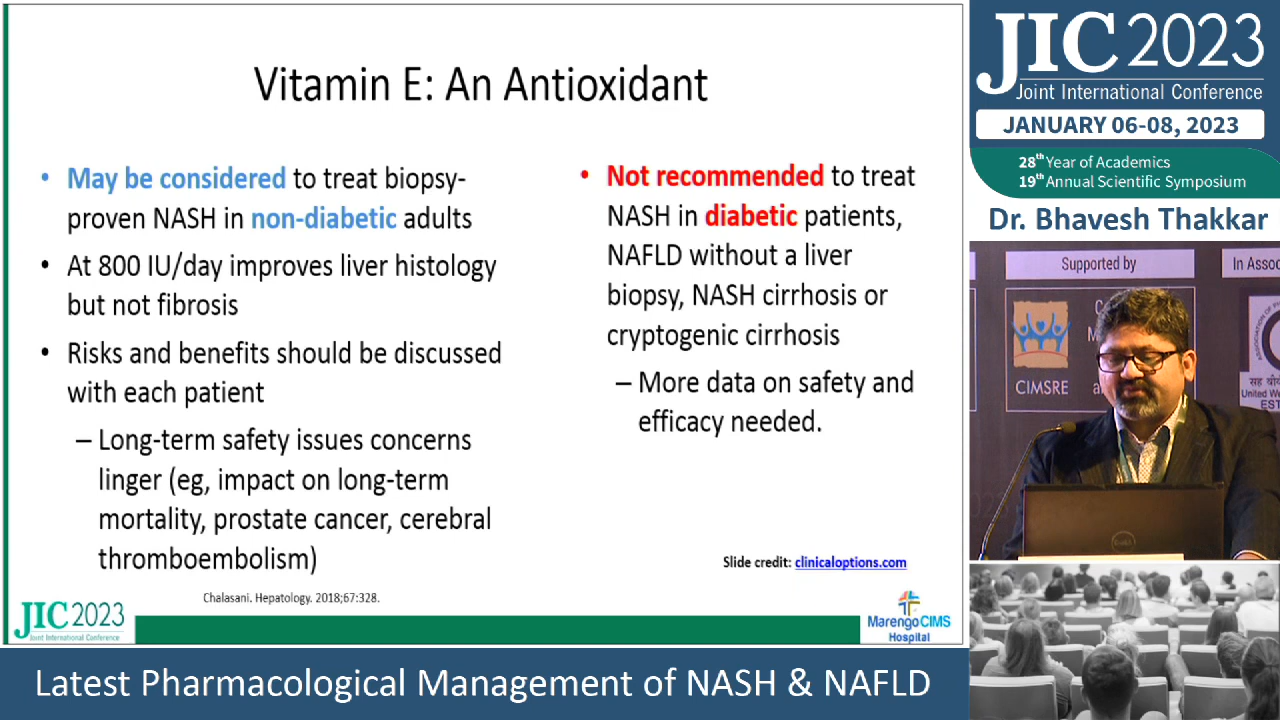 Vitamin E: An Antioxidant
• May be considered to treat biopsy-
proven NASH in non-diabetic adults
• At 800 IU/day improves liver histology
but not fibrosis
• Risks and benefits should be discussed
with each patient
– Long-term safety issues concerns
linger (eg, impact on long-term
mortality, prostate cancer, cerebral
thromboembolism)
• Not recommended to treat
NASH in diabetic patients,
NAFLD without a liver
biopsy, NASH cirrhosis or
cryptogenic cirrhosis
– More data on safety and
efficacy needed.
Slide credit: clinicaloptions.com
Chalasani. Hepatology. 2018;67:328.
JIC 2023
Joint International Conference
Marengo CIMS
Hospital
JIC 2023
Joint International Conference
JANUARY 06-08, 2023
28th Year of Academics
19th Annual Scientific Symposium
Dr. Bhavesh Thakkar
Supported by
In Asso
CIMSRE
United We
EST
DELL
Latest Pharmacological Management of NASH & NAFLD